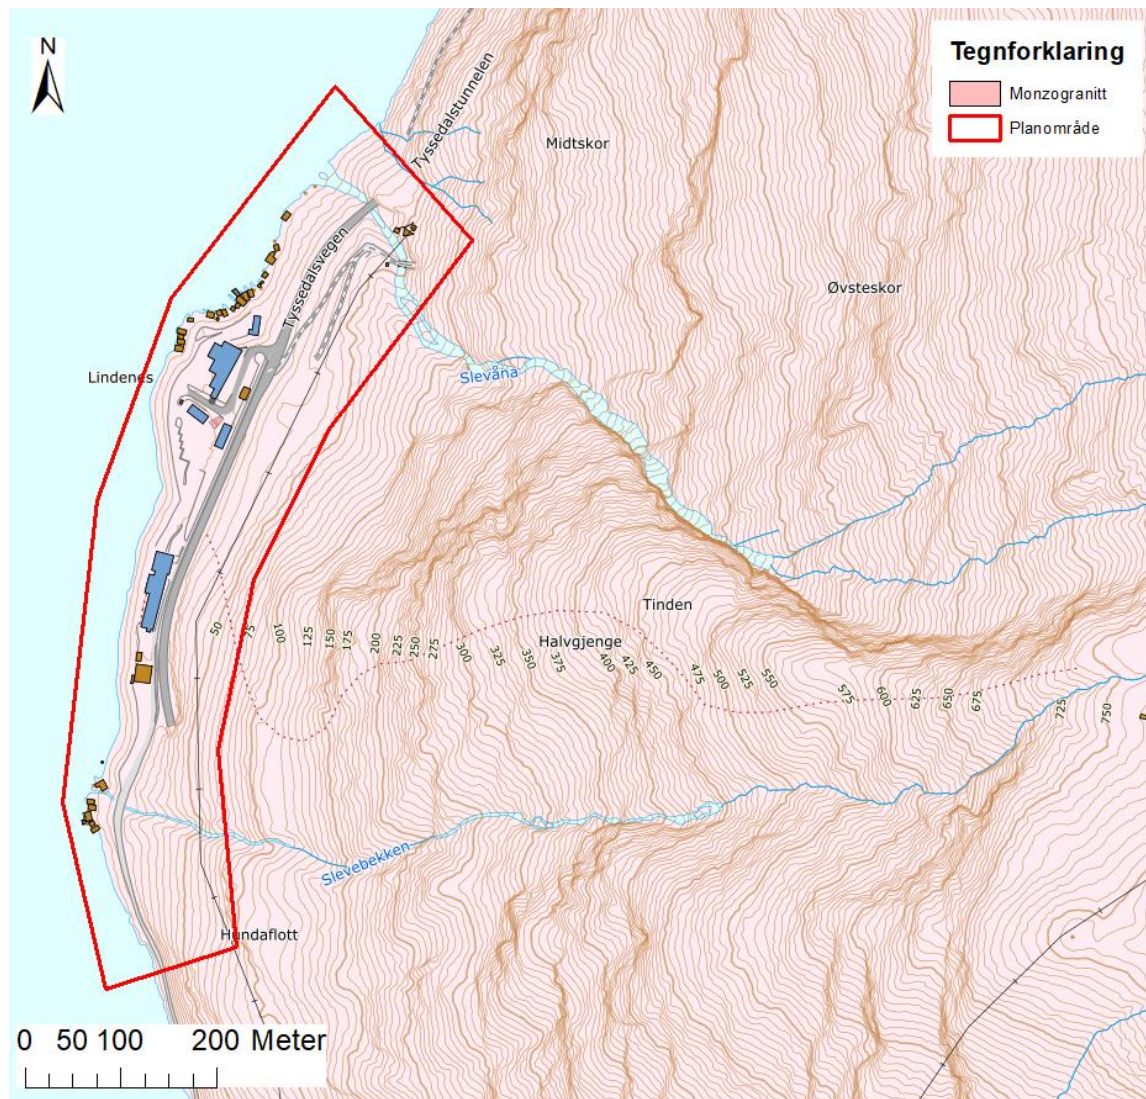 N
Tegnforklaring
Monzogranitt
Planområde
Tyssedalstunnelen
Midtskor
Tyssedalsvegen
Øvsteskor
Lindenes
Slevåna
Tinden
Halvgjenge
50
75
100
125
150
175
200
225
250
275
300
325
350
375
400
425
450
475
500
525
550
575
600
625
650
675
725
750
Slevebekken
Hundaflott
0 50 100 200 Meter